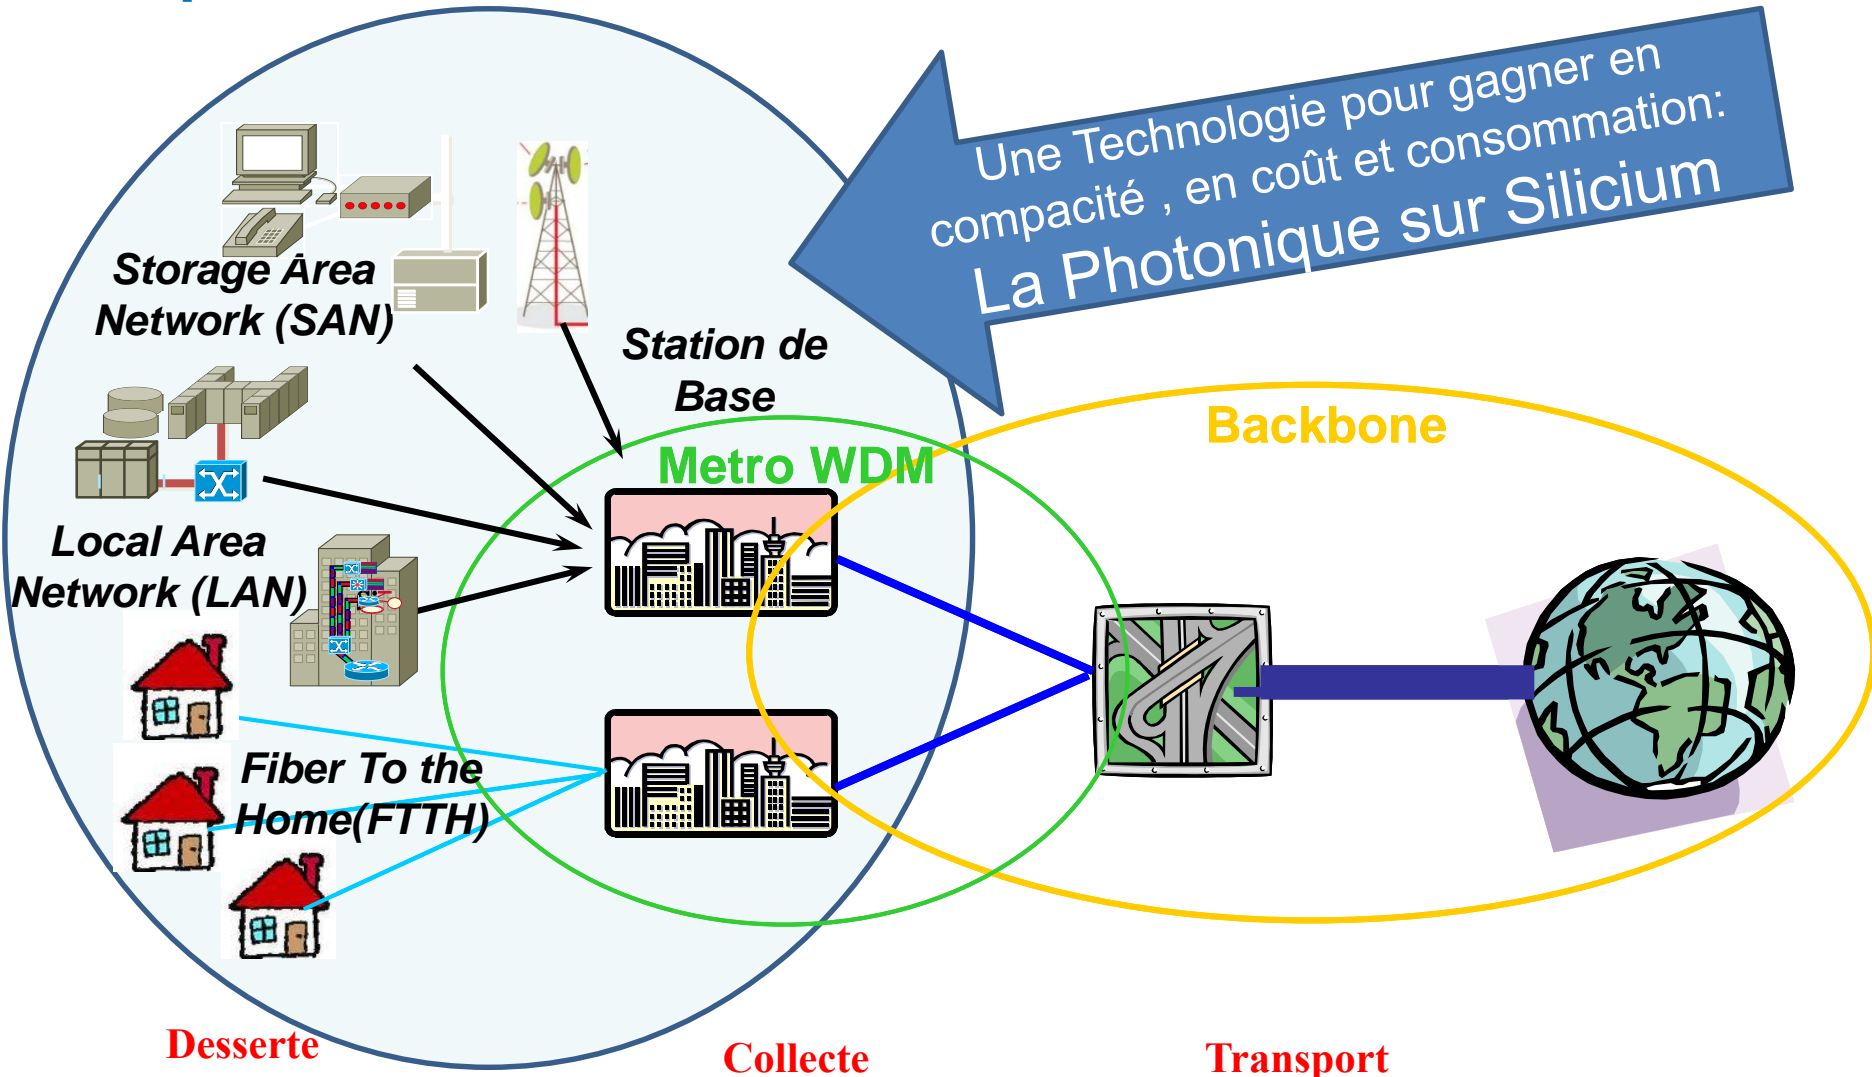 Une Technologie pour gagner en
compacité , en coût et consommation:
La Photonique sur Silicium
Storage Area
Network (SAN)
Station de
Base
Backbone
Metro WDM
Local Area
Network (LAN)
Fiber To the
Home(FTTH)
Desserte
Collecte
Transport